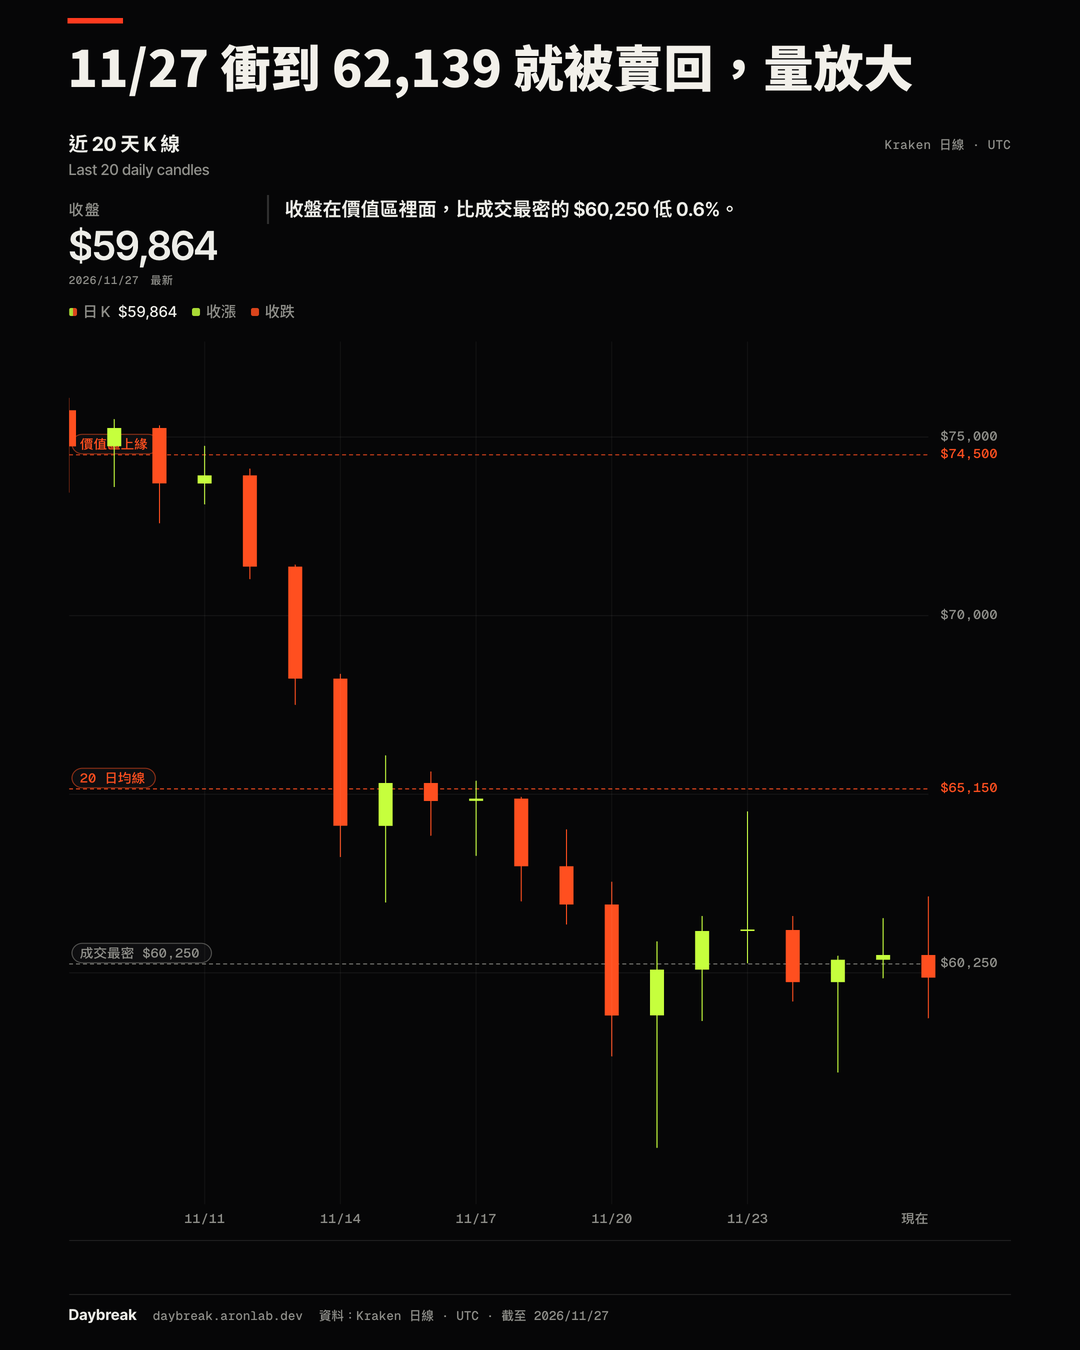 11/27 衝到 62,139 就被賣回，量放大
近 20 天 K 線
Kraken 日線 · UTC
Last 20 daily candles
收盤
收盤在價值區裡面，比成交最密的 $60,250 低 0.6%。
$59,864
2026/11/27 最新
日 K $59,864 收漲 收跌
$75,000
價值區上緣
$74,500
$70,000
20 日均線
$65,150
成交最密 $60,250
$60,250
11/11 11/14 11/17 11/20 11/23 現在
Daybreak daybreak.aronlab.dev 資料：Kraken 日線 · UTC · 截至 2026/11/27